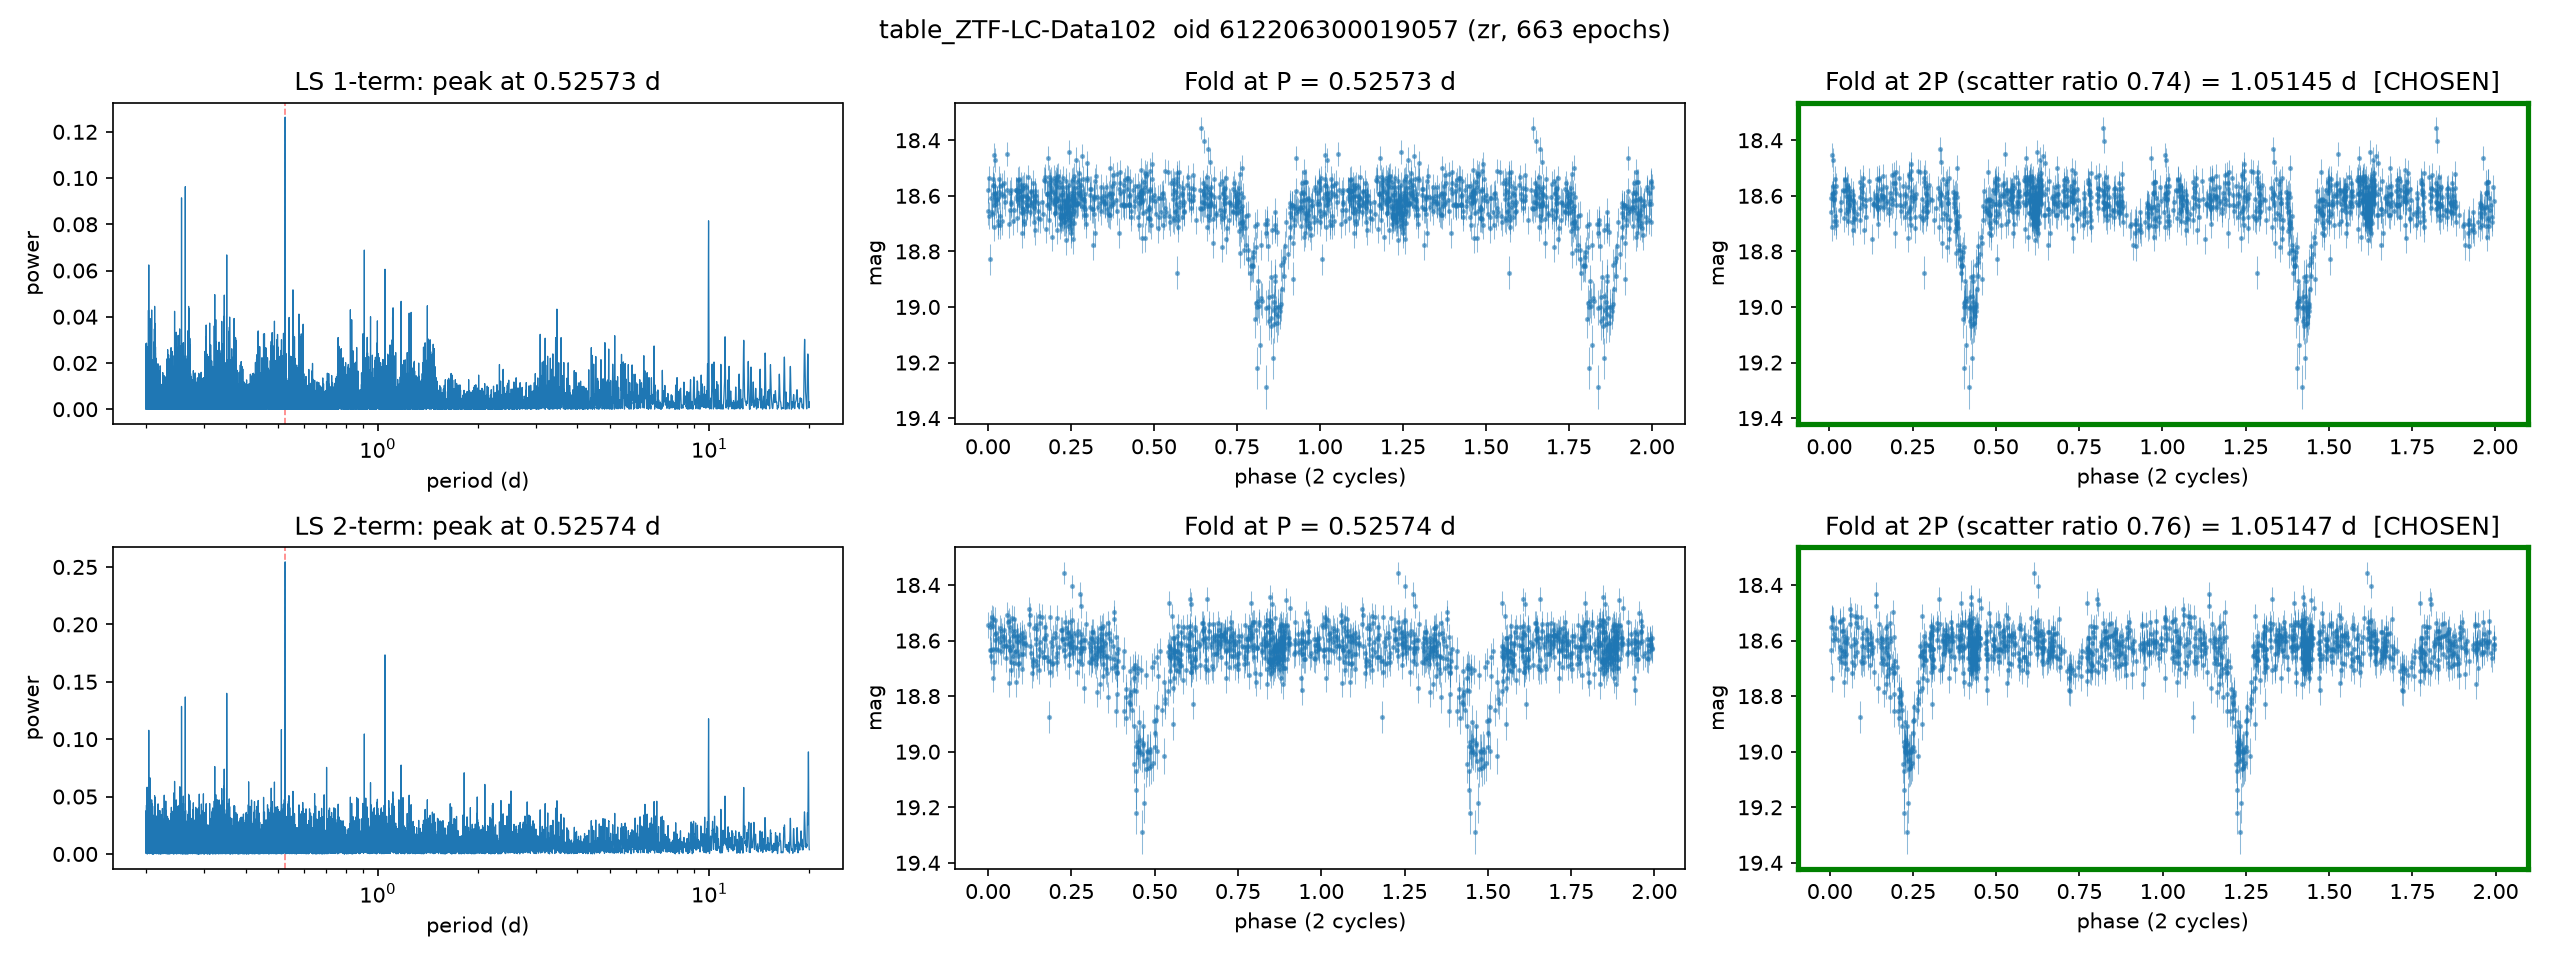 table_ZTF-LC-Data102  oid 612206300019057 (zr, 663 epochs)
LS 1-term: peak at 0.52573 d
power
0.12
0.10
0.08
0.06
0.04
0.02
0.00
10⁰
10¹
period (d)
Fold at P = 0.52573 d
mag
18.4
18.6
18.8
19.0
19.2
19.4
0.00 0.25 0.50 0.75 1.00 1.25 1.50 1.75 2.00
phase (2 cycles)
Fold at 2P (scatter ratio 0.74) = 1.05145 d  [CHOSEN]
mag
18.4
18.6
18.8
19.0
19.2
19.4
0.00 0.25 0.50 0.75 1.00 1.25 1.50 1.75 2.00
phase (2 cycles)
LS 2-term: peak at 0.52574 d
power
0.25
0.20
0.15
0.10
0.05
0.00
10⁰
10¹
period (d)
Fold at P = 0.52574 d
mag
18.4
18.6
18.8
19.0
19.2
19.4
0.00 0.25 0.50 0.75 1.00 1.25 1.50 1.75 2.00
phase (2 cycles)
Fold at 2P (scatter ratio 0.76) = 1.05147 d  [CHOSEN]
mag
18.4
18.6
18.8
19.0
19.2
19.4
0.00 0.25 0.50 0.75 1.00 1.25 1.50 1.75 2.00
phase (2 cycles)